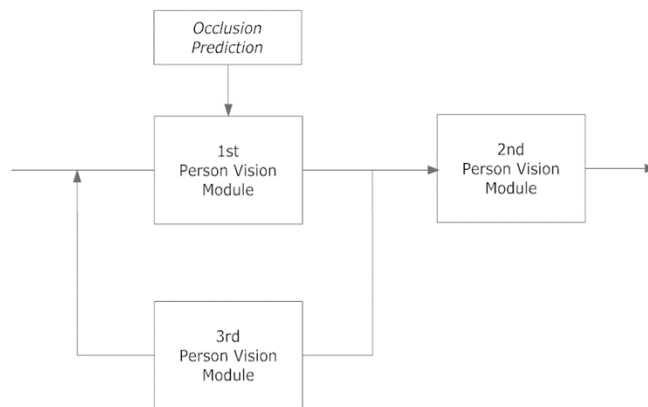 Occlusion
Prediction
1st
Person Vision
Module
2nd
Person Vision
Module
3rd
Person Vision
Module